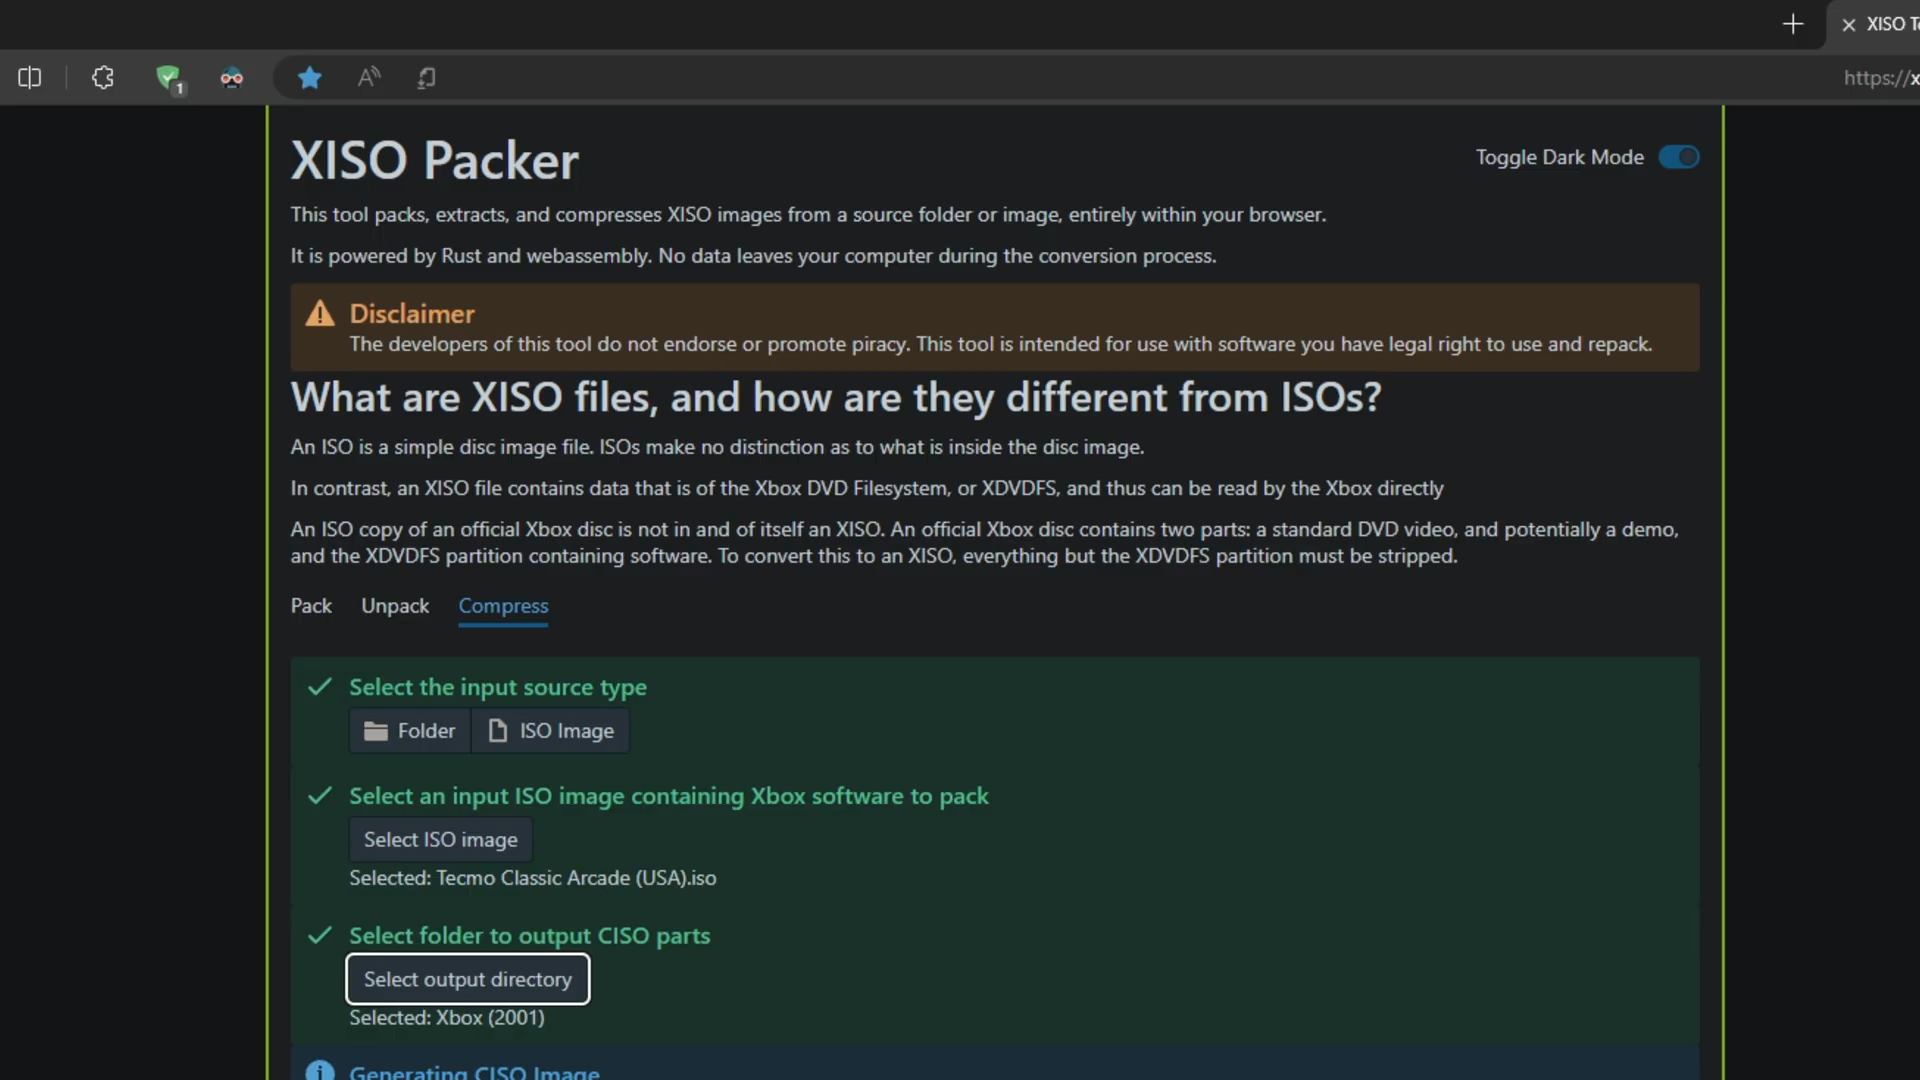 XISO
https://x
1
XISO Packer
Toggle Dark Mode
This tool packs, extracts, and compresses XISO images from a source folder or image, entirely within your browser.
It is powered by Rust and webassembly. No data leaves your computer during the conversion process.
Disclaimer
The developers of this tool do not endorse or promote piracy. This tool is intended for use with software you have legal right to use and repack.
What are XISO files, and how are they different from ISOs?
An ISO is a simple disc image file. ISOs make no distinction as to what is inside the disc image.
In contrast, an XISO file contains data that is of the Xbox DVD Filesystem, or XDVDFS, and thus can be read by the Xbox directly
An ISO copy of an official Xbox disc is not in and of itself an XISO. An official Xbox disc contains two parts: a standard DVD video, and potentially a demo,
and the XDVDFS partition containing software. To convert this to an XISO, everything but the XDVDFS partition must be stripped.
Pack Unpack Compress
Select the input source type
Folder ISO Image
Select an input ISO image containing Xbox software to pack
Select ISO image
Selected: Tecmo Classic Arcade (USA).iso
Select folder to output CISO parts
Select output directory
Selected: Xbox (2001)
Generating CISO Image